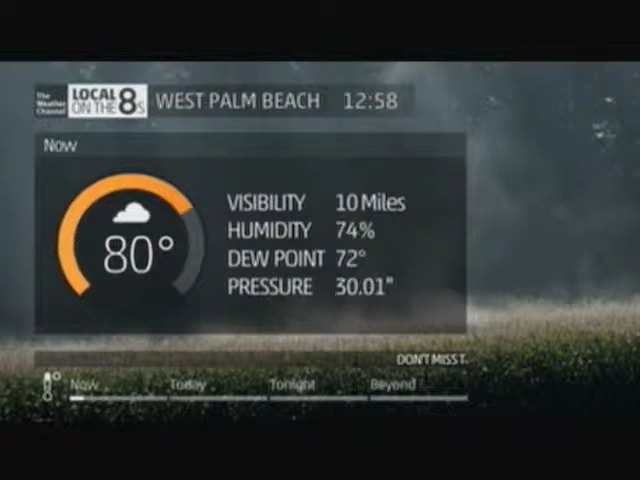 The Weather Channel
LOCAL ON THE 8s
WEST PALM BEACH 12:58
Now
80°
VISIBILITY 10 Miles
HUMIDITY 74%
DEW POINT 72°
PRESSURE 30.01"
DON'T MISS T
Now Today Tonight Beyond